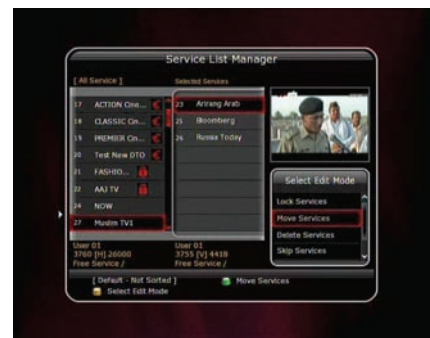 Service List Manager
[ All Service ] Selected Services
17 ACTION Cine...
18 CLASSIC Cin...
19 PREMIER Cin...
20 Test New DTO
21 FASHIO...
22 AAJ TV
24 NOW
27 Muslim TV1
23 Arirang Arab
25 Bloomberg
26 Russia Today
Select Edit Mode
Lock Services
Move Services
Delete Services
Skip Services
User 01
3760 [H] 26000
Free Service /
User 01
3755 [V] 4418
Free Service /
[ Default - Not Sorted ] Move Services
Select Edit Mode